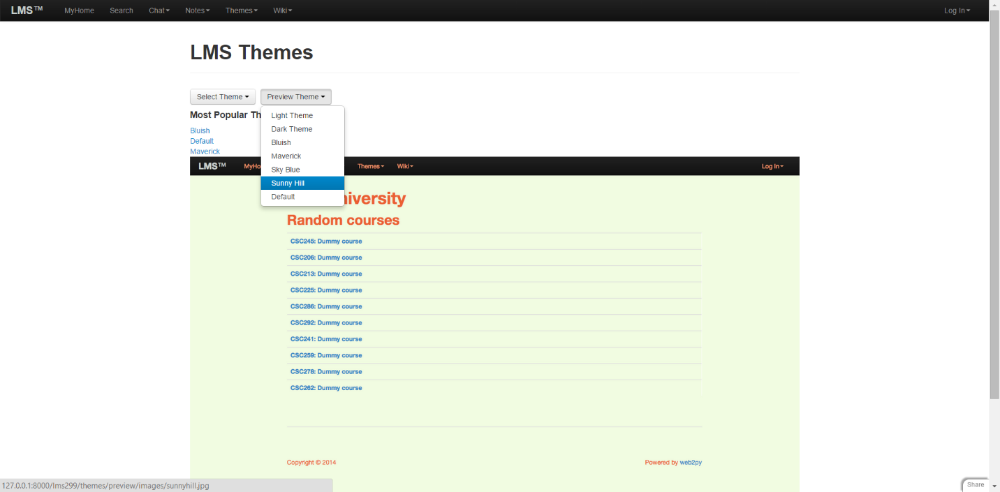 LMS™ MyHome Search Chat Notes Themes Wiki Log In
LMS Themes
Select Theme Preview Theme
Most Popular Th
Light Theme
Dark Theme
Bluish
Maverick
Sky Blue
Sunny Hill
Default
Bluish
Default
Maverick
LMS™ MyHo Themes Wiki Log In
iversity
Random courses
CSC245: Dummy course
CSC206: Dummy course
CSC213: Dummy course
CSC225: Dummy course
CSC286: Dummy course
CSC292: Dummy course
CSC241: Dummy course
CSC259: Dummy course
CSC278: Dummy course
CSC262: Dummy course
Copyright © 2014 Powered by web2py
127.0.0.1:8000/lms299/themes/preview/images/sunnyhill.jpg
Share